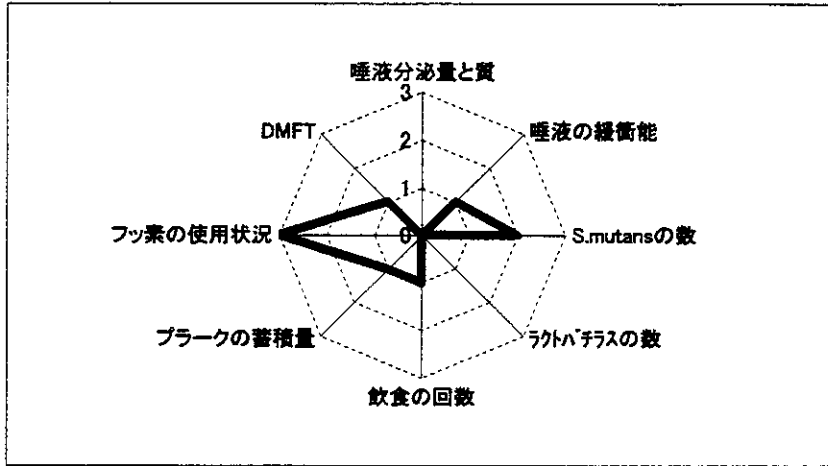 唾液分泌量と質
3
DMFT
唾液の緩衝能
2
1
フッ素の使用状況
0
S.mutansの数
プラークの蓄積量
ラクトバチラスの数
飲食の回数